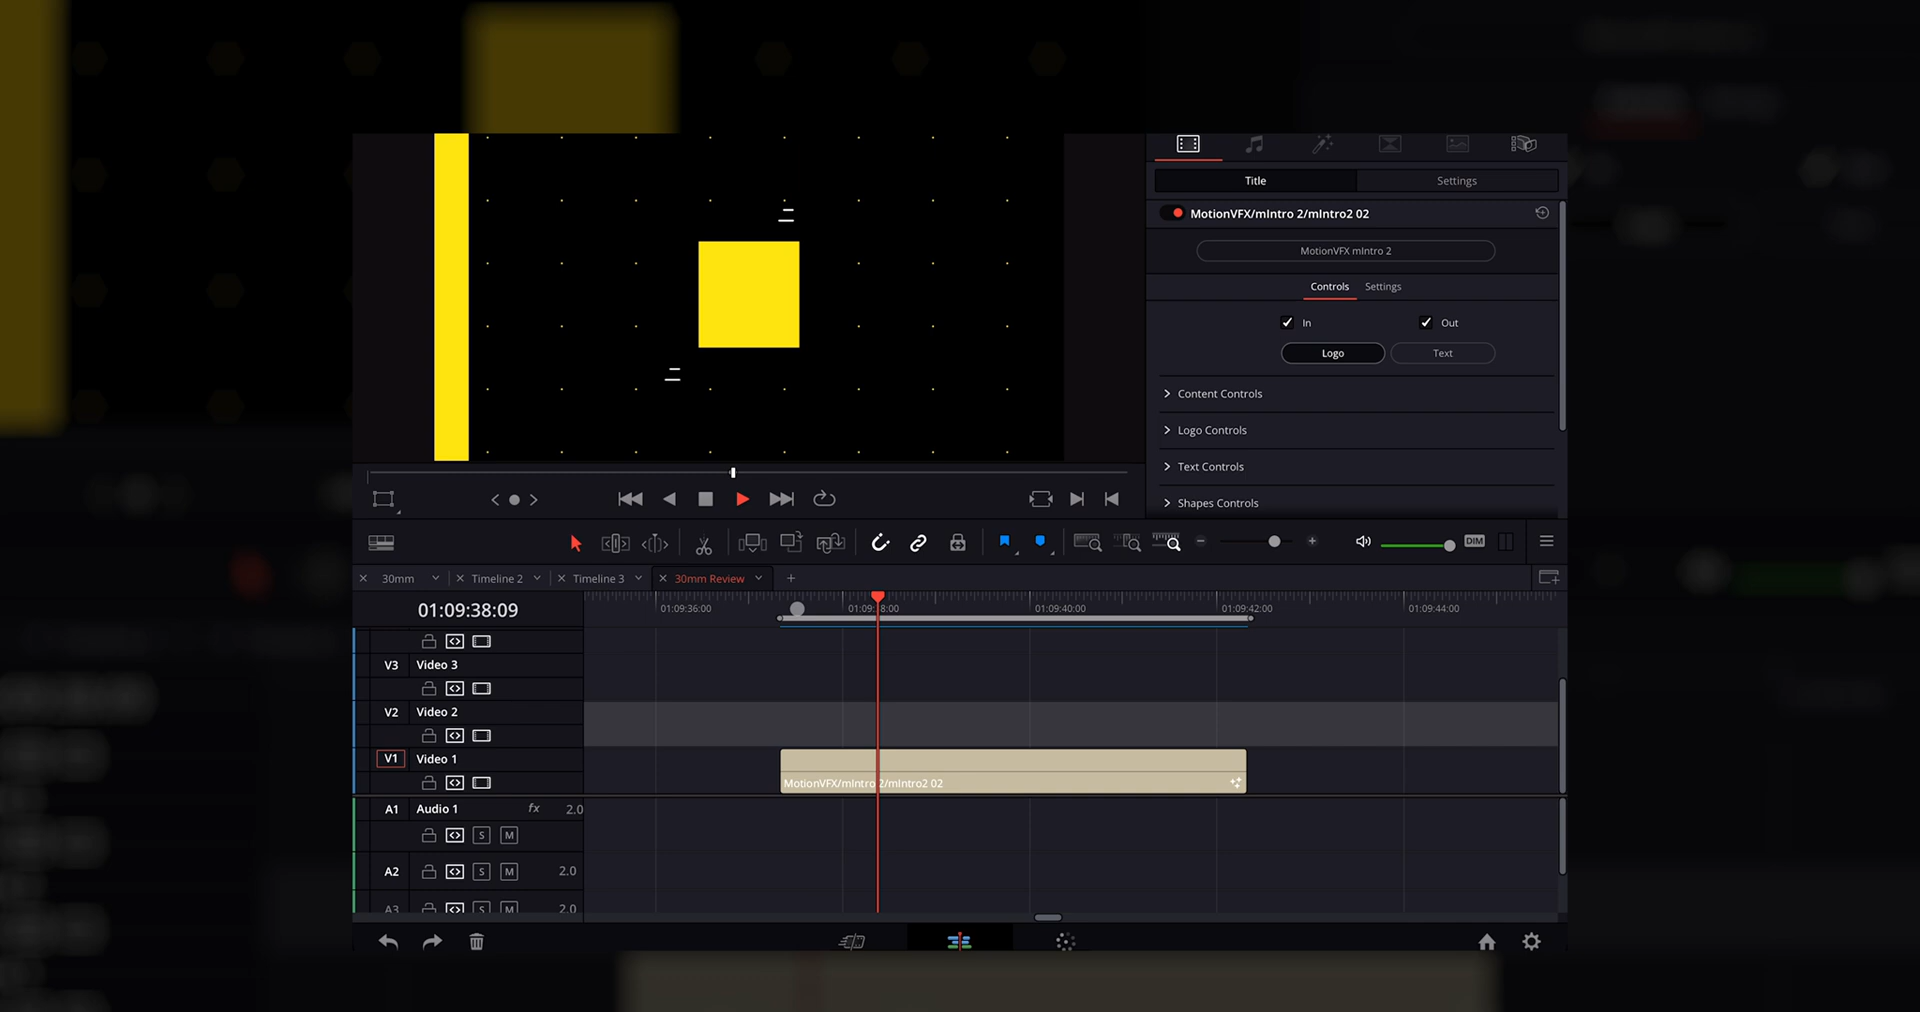 Title
Settings
MotionVFX/mIntro 2/mIntro2 02
MotionVFX mIntro 2
Controls
Settings
In
Out
Logo
Text
Content Controls
Logo Controls
Text Controls
Shapes Controls
DIM
30mm
Timeline 2
Timeline 3
30mm Review
01:09:38:09
01:09:36:00
01:09:38:00
01:09:40:00
01:09:42:00
01:09:44:00
V3 Video 3
V2 Video 2
V1 Video 1
MotionVFX/mIntro 2/mIntro2 02
A1 Audio 1 fx 2.0
S M
A2 S M 2.0
A3 S M 2.0